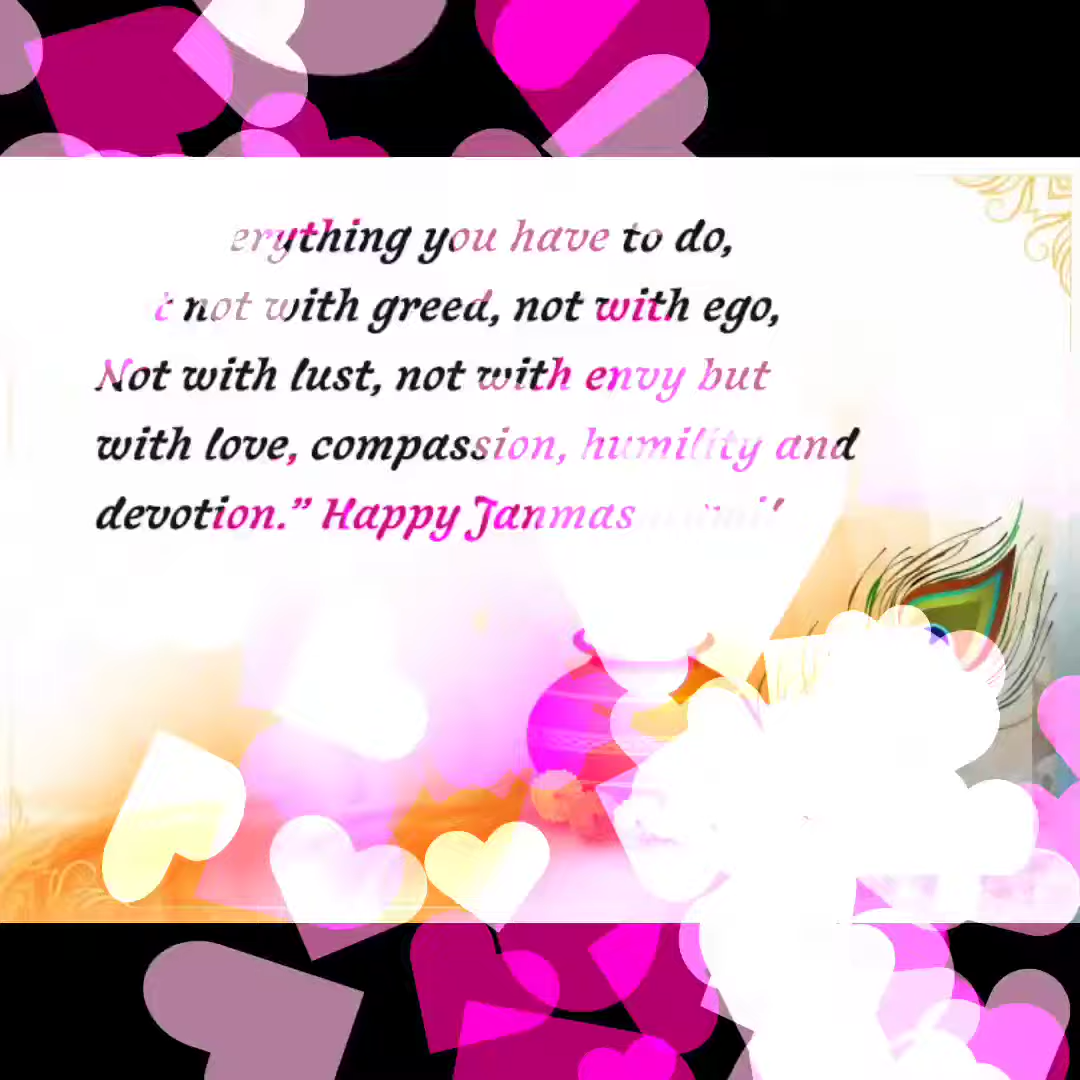 erything you have to do,
not with greed, not with ego,
Not with lust, not with envy but
with love, compassion, humility and
devotion.” Happy Janmas